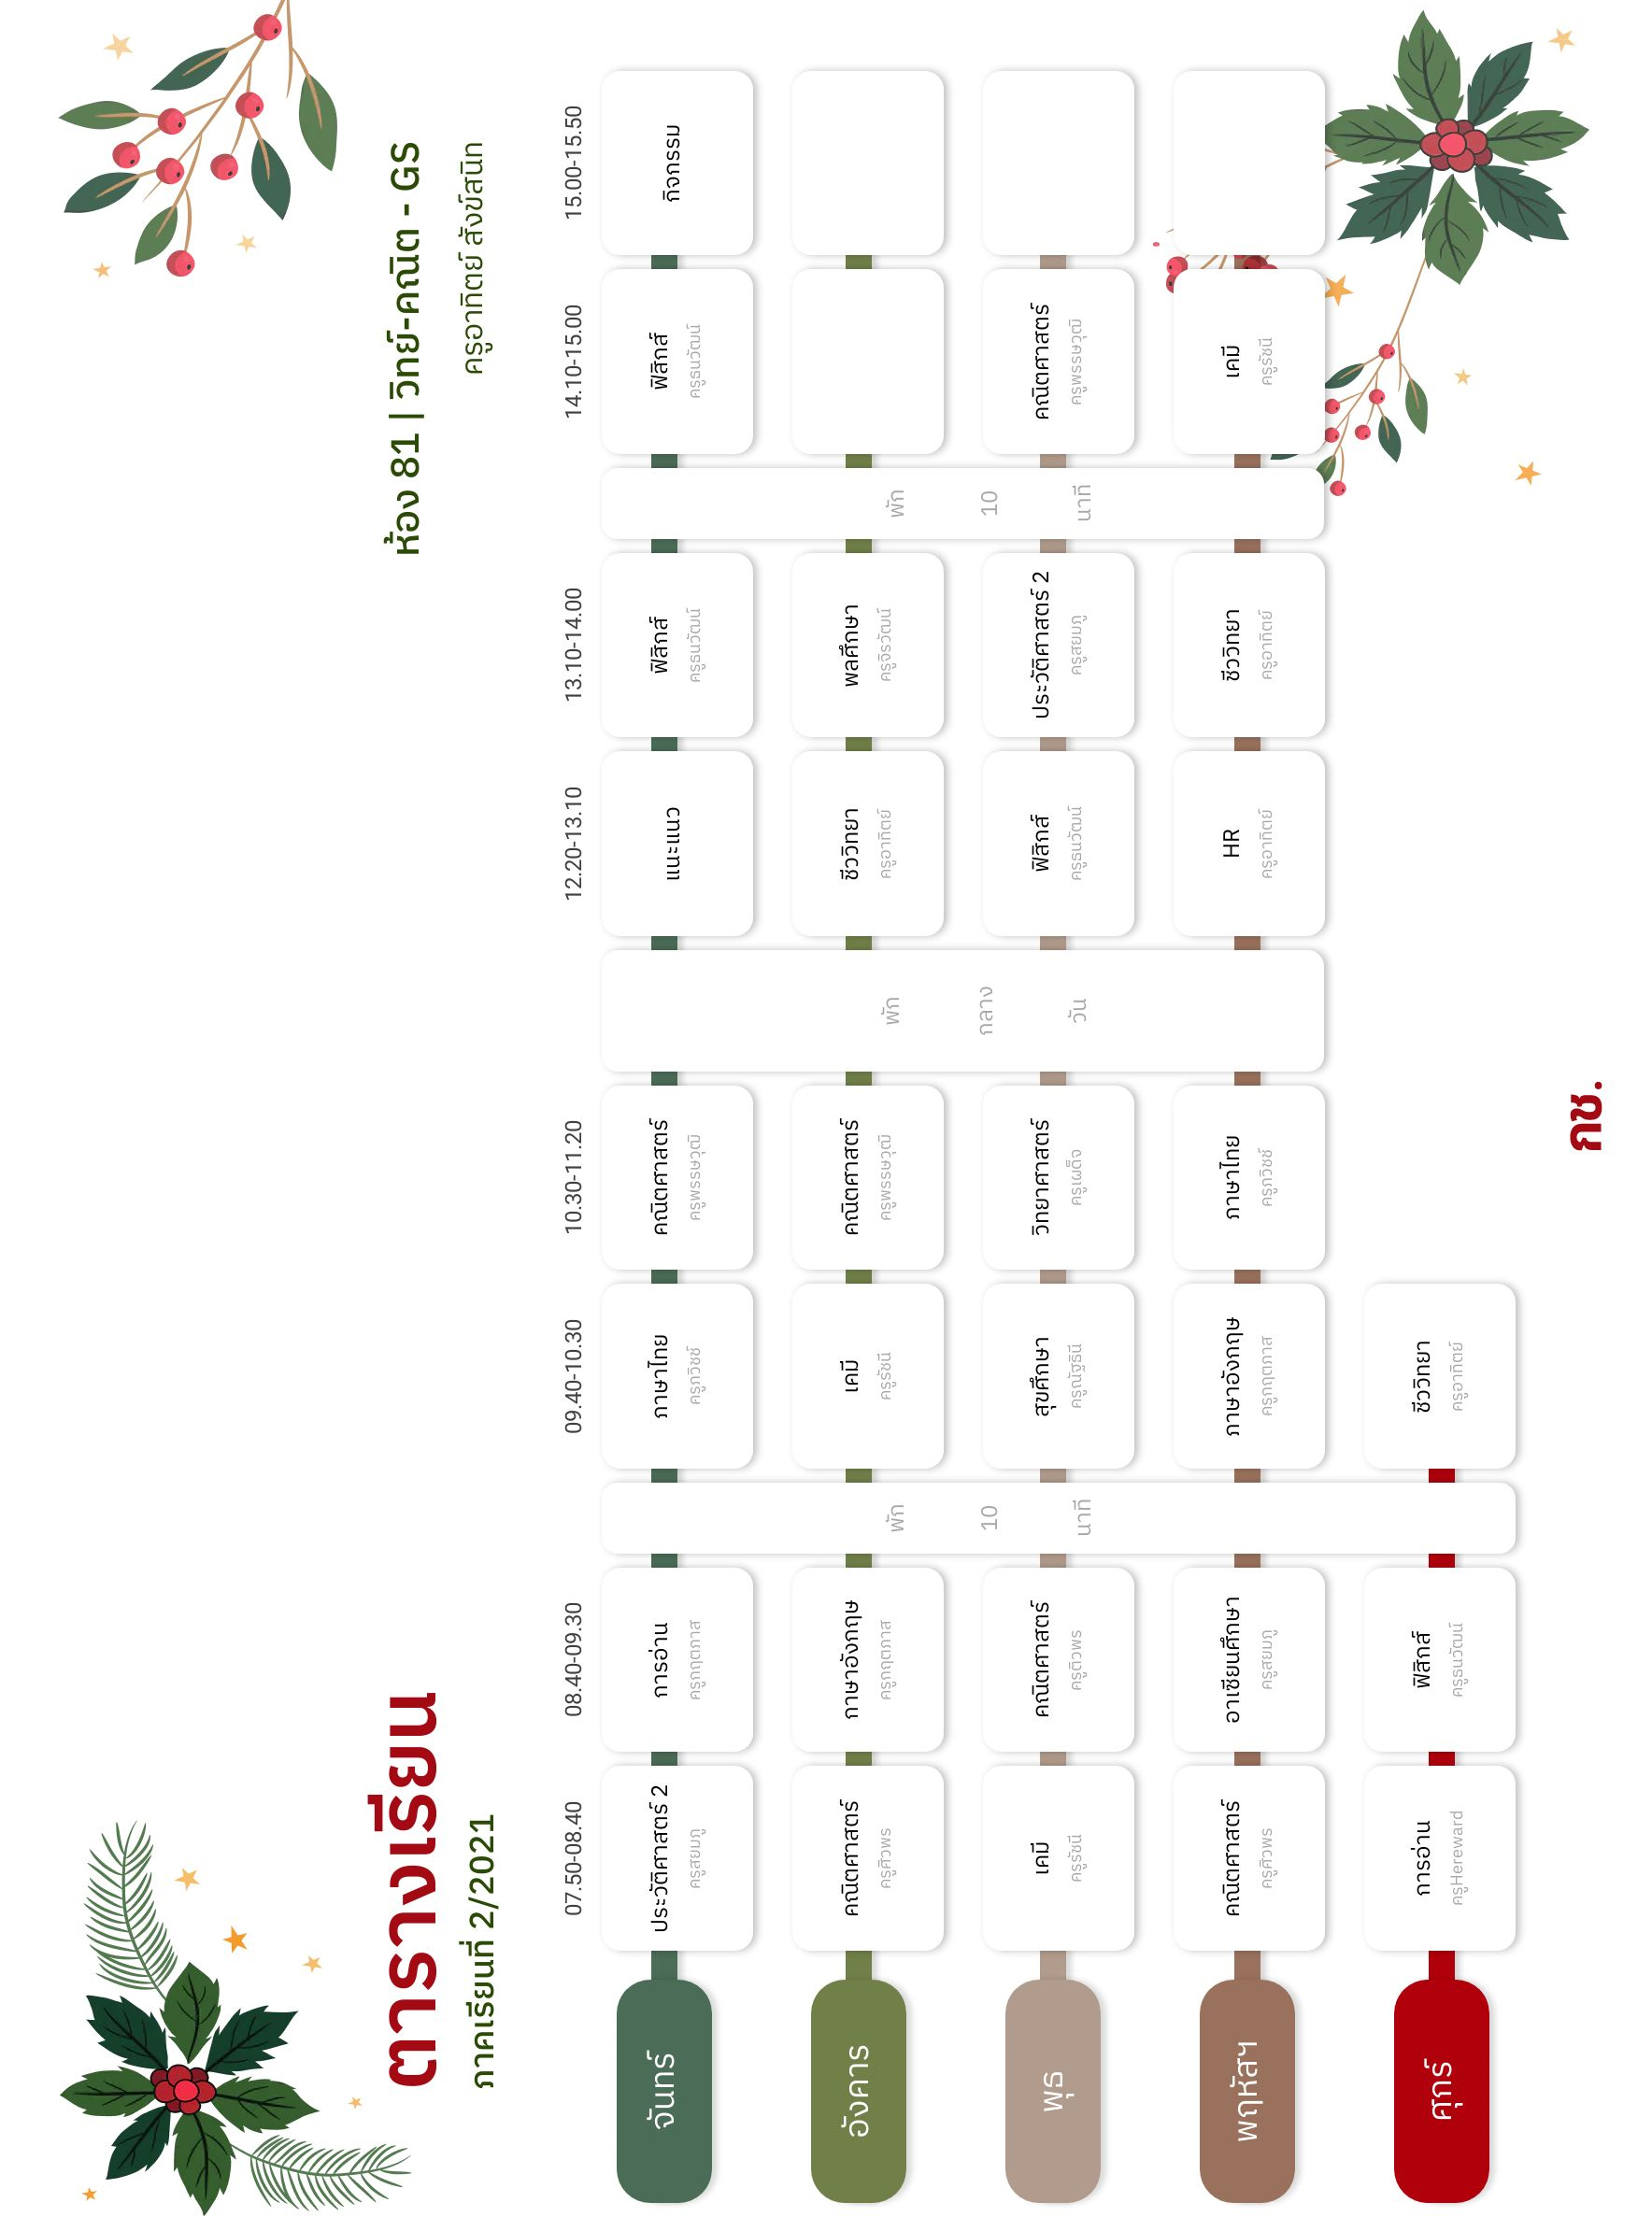 ตารางเรียน
ภาคเรียนที่ 2/2021
ห้อง 81 | วิทย์-คณิต - GS
ครูอาทิตย์ สังข์สนิท
07.50-08.40
08.40-09.30
09.40-10.30
10.30-11.20
12.20-13.10
13.10-14.00
14.10-15.00
15.00-15.50
จันทร์
ประวัติศาสตร์ 2
ครูสยมภู
การอ่าน
ครูกฤตภาส
ภาษาไทย
ครูภวิชช์
คณิตศาสตร์
ครูพรรษวุฒิ
แนะแนว
ฟิสิกส์
ครูธนวัฒน์
ฟิสิกส์
ครูธนวัฒน์
กิจกรรม
อังคาร
คณิตศาสตร์
ครูศิวพร
ภาษาอังกฤษ
ครูกฤตภาส
เคมี
ครูรัชนี
คณิตศาสตร์
ครูพรรษวุฒิ
ชีววิทยา
ครูอาทิตย์
พลศึกษา
ครูจิรวัฒน์
พุธ
เคมี
ครูรัชนี
คณิตศาสตร์
ครูศิวพร
สุขศึกษา
ครูณัฐธินี
วิทยาศาสตร์
ครูเผด็จ
ฟิสิกส์
ครูธนวัฒน์
ประวัติศาสตร์ 2
ครูสยมภู
คณิตศาสตร์
ครูพรรษวุฒิ
พฤหัสฯ
คณิตศาสตร์
ครูศิวพร
อาเซียนศึกษา
ครูสยมภู
ภาษาอังกฤษ
ครูกฤตภาส
ภาษาไทย
ครูภวิชช์
HR
ครูอาทิตย์
ชีววิทยา
ครูอาทิตย์
เคมี
ครูรัชนี
ศุกร์
การอ่าน
ครูHereward
ฟิสิกส์
ครูธนวัฒน์
ชีววิทยา
ครูอาทิตย์
พัก
10
นาที
พัก
กลาง
วัน
พัก
10
นาที
กช.